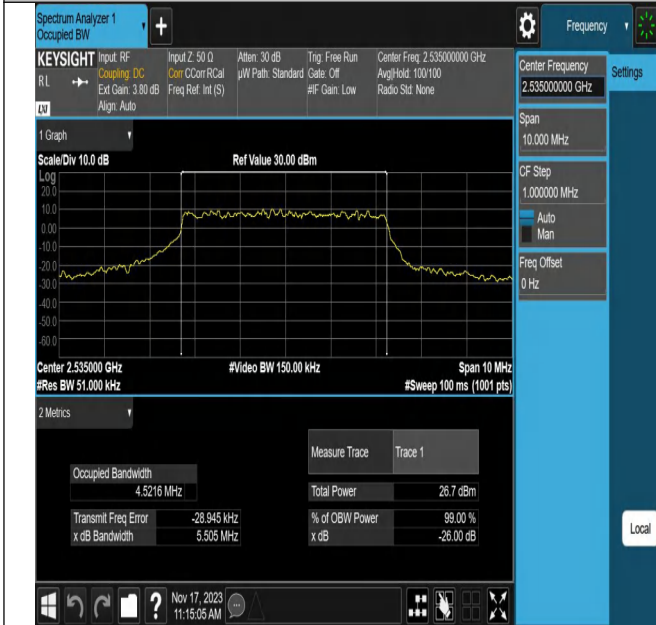 Spectrum Analyzer 1
Occupied BW
+
Frequency
KEYSIGHT
RL
LXI
Input: RF
Coupling: DC
Ext Gain: 3.80 dB
Align: Auto
Input Z: 50 Ω
Corr CCorr RCal
Freq Ref: Int (S)
Atten: 30 dB
µW Path: Standard
Trig: Free Run
Gate: Off
#IF Gain: Low
Center Freq: 2.535000000 GHz
Avg|Hold: 100/100
Radio Std: None
Center Frequency
2.535000000 GHz
Settings
Span
10.000 MHz
CF Step
1.000000 MHz
Auto
Man
Freq Offset
0 Hz
Local
1 Graph
Scale/Div 10.0 dB
Ref Value 30.00 dBm
Log
20.0
10.0
0.00
-10.0
-20.0
-30.0
-40.0
-50.0
-60.0
Center 2.535000 GHz
#Video BW 150.00 kHz
Span 10 MHz
#Res BW 51.000 kHz
#Sweep 100 ms (1001 pts)
2 Metrics
Measure Trace
Trace 1
Occupied Bandwidth
4.5216 MHz
Total Power
26.7 dBm
Transmit Freq Error
-28.945 kHz
% of OBW Power
99.00 %
x dB Bandwidth
5.505 MHz
x dB
-26.00 dB
?
Nov 17, 2023
11:15:05 AM